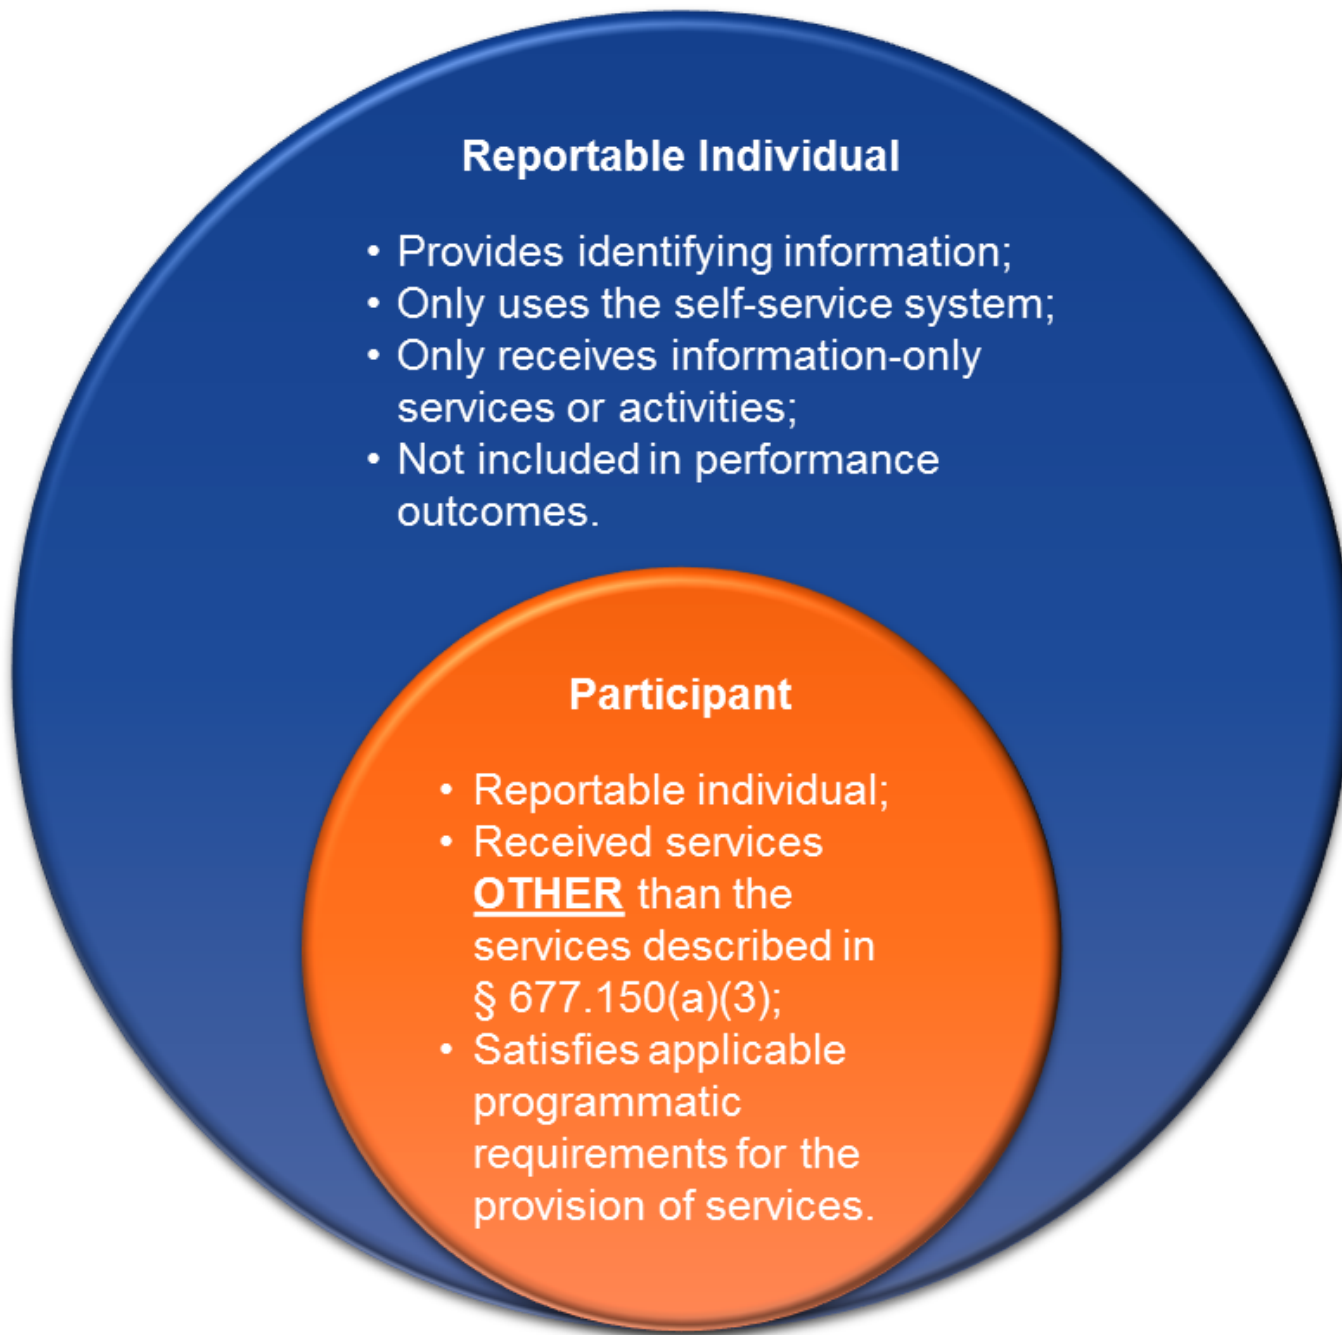 Reportable Individual
• Provides identifying information;
• Only uses the self-service system;
• Only receives information-only
services or activities;
• Not included in performance
outcomes.
Participant
• Reportable individual;
• Received services
OTHER than the
services described in
§ 677.150(a)(3);
• Satisfies applicable
programmatic
requirements for the
provision of services.